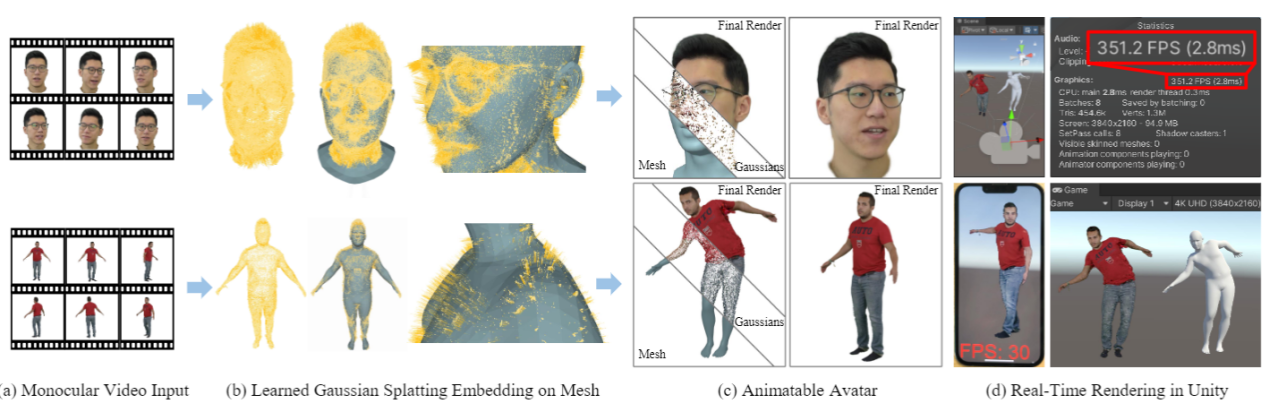 Final Render
Mesh
Gaussians
Final Render
Final Render
Gaussians
Mesh
Final Render
Scene
Pivot
Local
Statistics
Audio:
Level:
Clipping
351.2 FPS (2.8ms)
Graphics:
351.2 FPS (2.8ms)
CPU: main 2.8ms render thread 0.3ms
Batches: 8 Saved by batching: 0
Tris: 454.6k Verts: 1.3M
Screen: 3840x2160 - 94.9 MB
SetPass calls: 8 Shadow casters: 1
Visible skinned meshes: 0
Animation components playing: 0
Animator components playing: 0
FPS: 30
Game
Game Display 1 4K UHD (3840x2160)
(a) Monocular Video Input
(b) Learned Gaussian Splatting Embedding on Mesh
(c) Animatable Avatar
(d) Real-Time Rendering in Unity